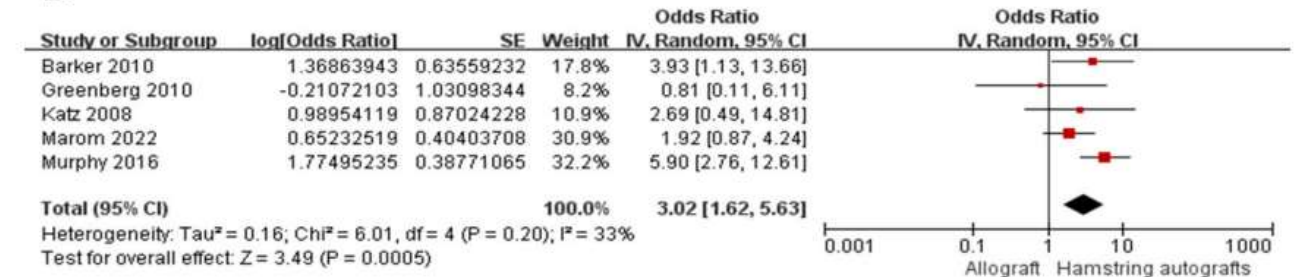 Odds Ratio Odds Ratio
Study or Subgroup log[Odds Ratio] SE Weight IV, Random, 95% CI IV, Random, 95% CI
Barker 2010 1.36863943 0.63559232 17.8% 3.93 [1.13, 13.66]
Greenberg 2010 -0.21072103 1.03098344 8.2% 0.81 [0.11, 6.11]
Katz 2008 0.98954119 0.87024228 10.9% 2.69 [0.49, 14.81]
Marom 2022 0.65232519 0.40403708 30.9% 1.92 [0.87, 4.24]
Murphy 2016 1.77495235 0.38771065 32.2% 5.90 [2.76, 12.61]
Total (95% CI) 100.0% 3.02 [1.62, 5.63]
Heterogeneity: Tau² = 0.16; Chi² = 6.01, df = 4 (P = 0.20); I² = 33%
Test for overall effect: Z = 3.49 (P = 0.0005)
0.001 0.1 1 10 1000
Allograft Hamstring autografts